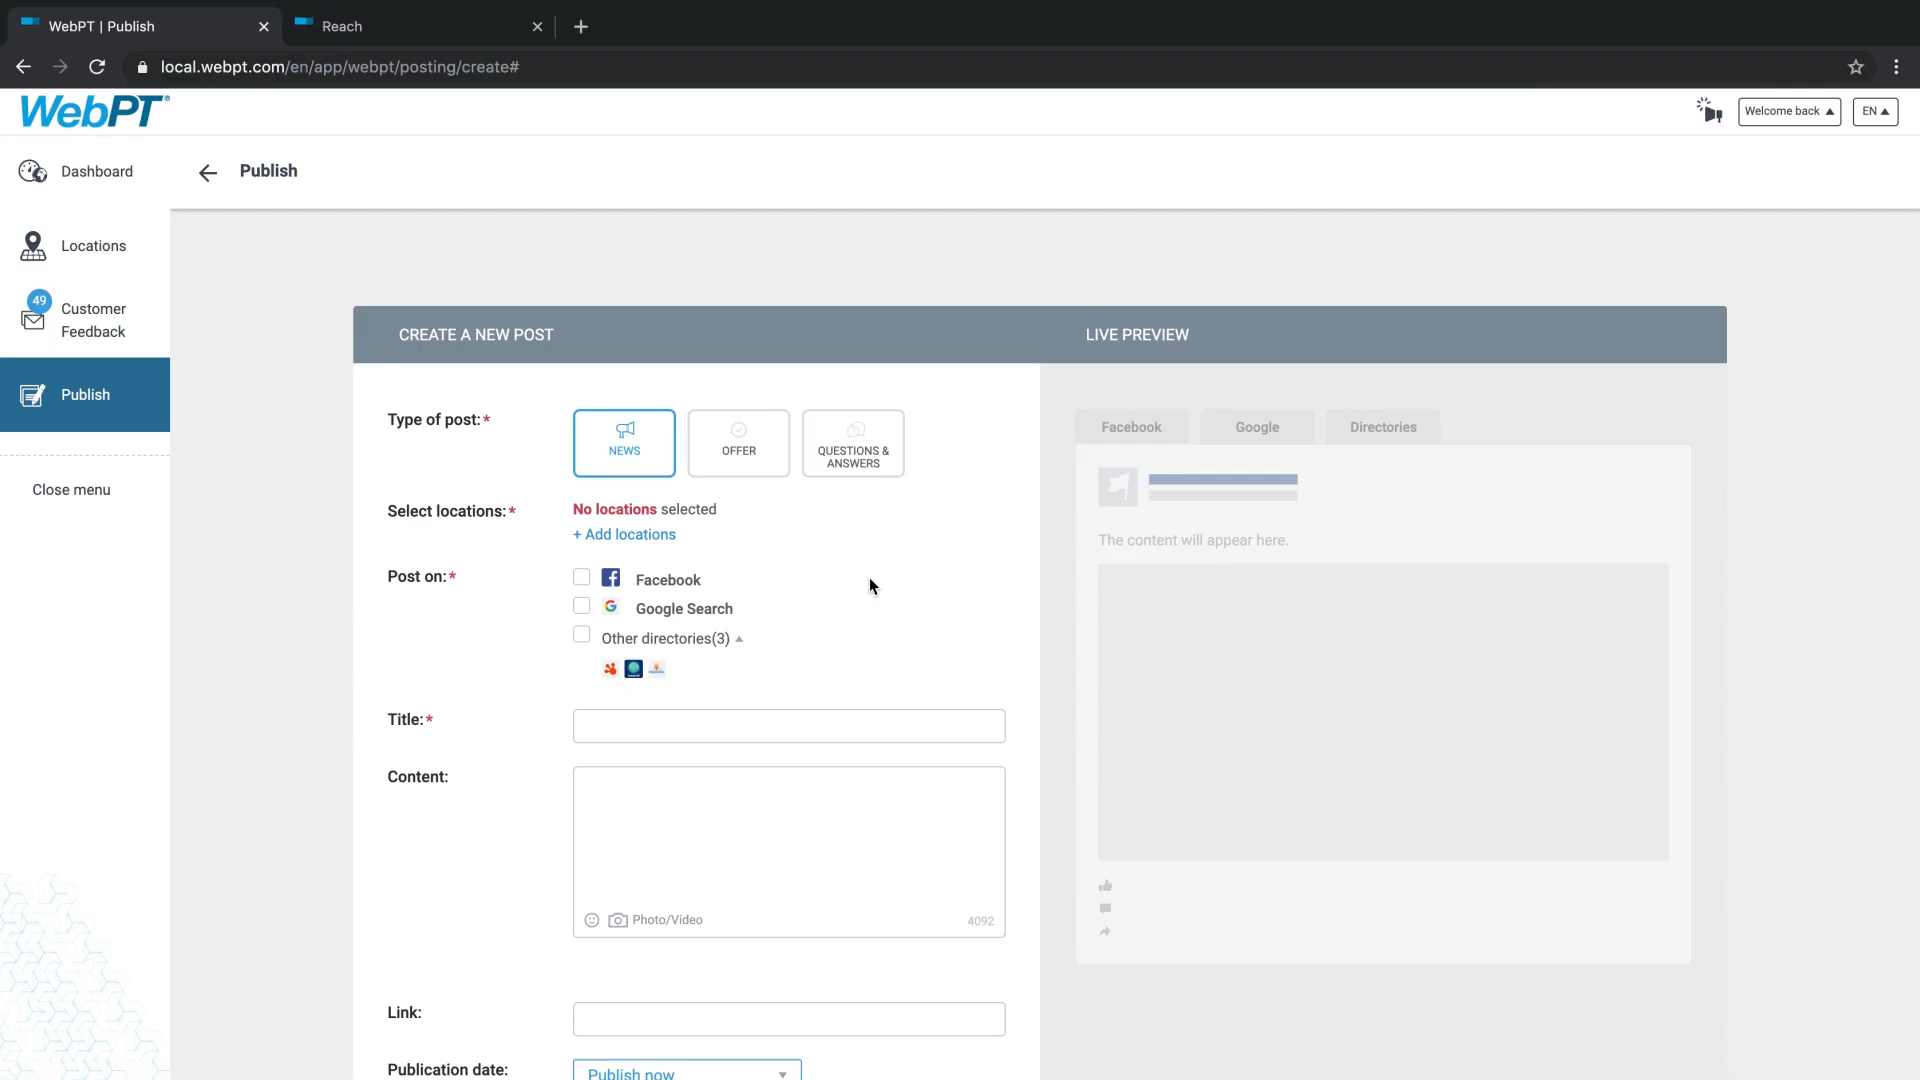 WebPT | Publish
Reach
local.webpt.com/en/app/webpt/posting/create#
WebPT®
Welcome back
EN
Dashboard
Publish
Locations
49
Customer
Feedback
Publish
Close menu
CREATE A NEW POST
LIVE PREVIEW
Type of post:*
NEWS
OFFER
QUESTIONS &
ANSWERS
Facebook
Google
Directories
Select locations:*
No locations selected
+ Add locations
The content will appear here.
Post on:*
Facebook
Google Search
Other directories(3)
Title:*
Content:
Photo/Video
4092
Link:
Publication date:
Publish now